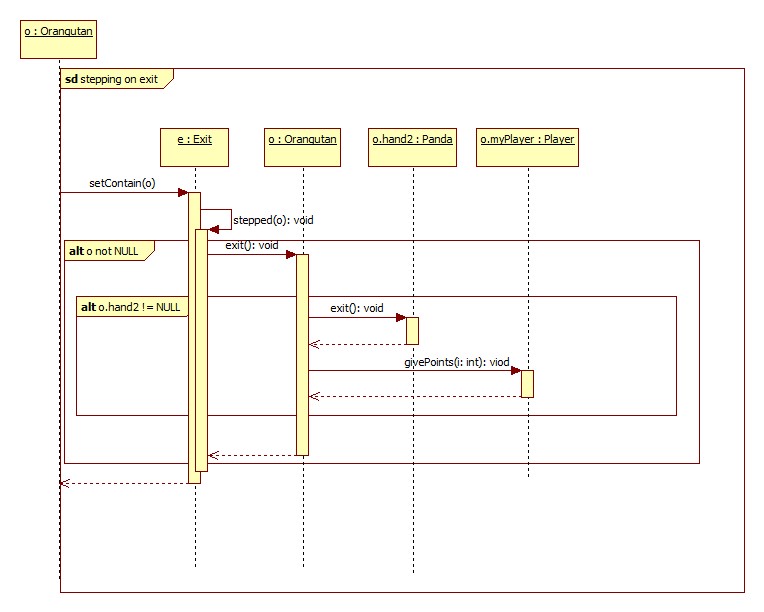 o : Orangutan
sd stepping on exit
e : Exit
o : Orangutan
o.hand2 : Panda
o.myPlayer : Player
setContain(o)
stepped(o): void
alt o not NULL
exit(): void
alt o.hand2 != NULL
exit(): void
givePoints(i: int): viod